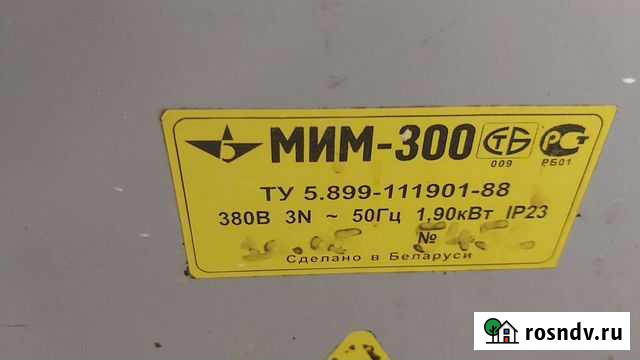 МИМ-300 СТБ РСТ
009 РБ01
ТУ 5.899-111901-88
380В 3N ~ 50Гц 1,90кВт IP23
№
Сделано в Беларуси
rosndv.ru